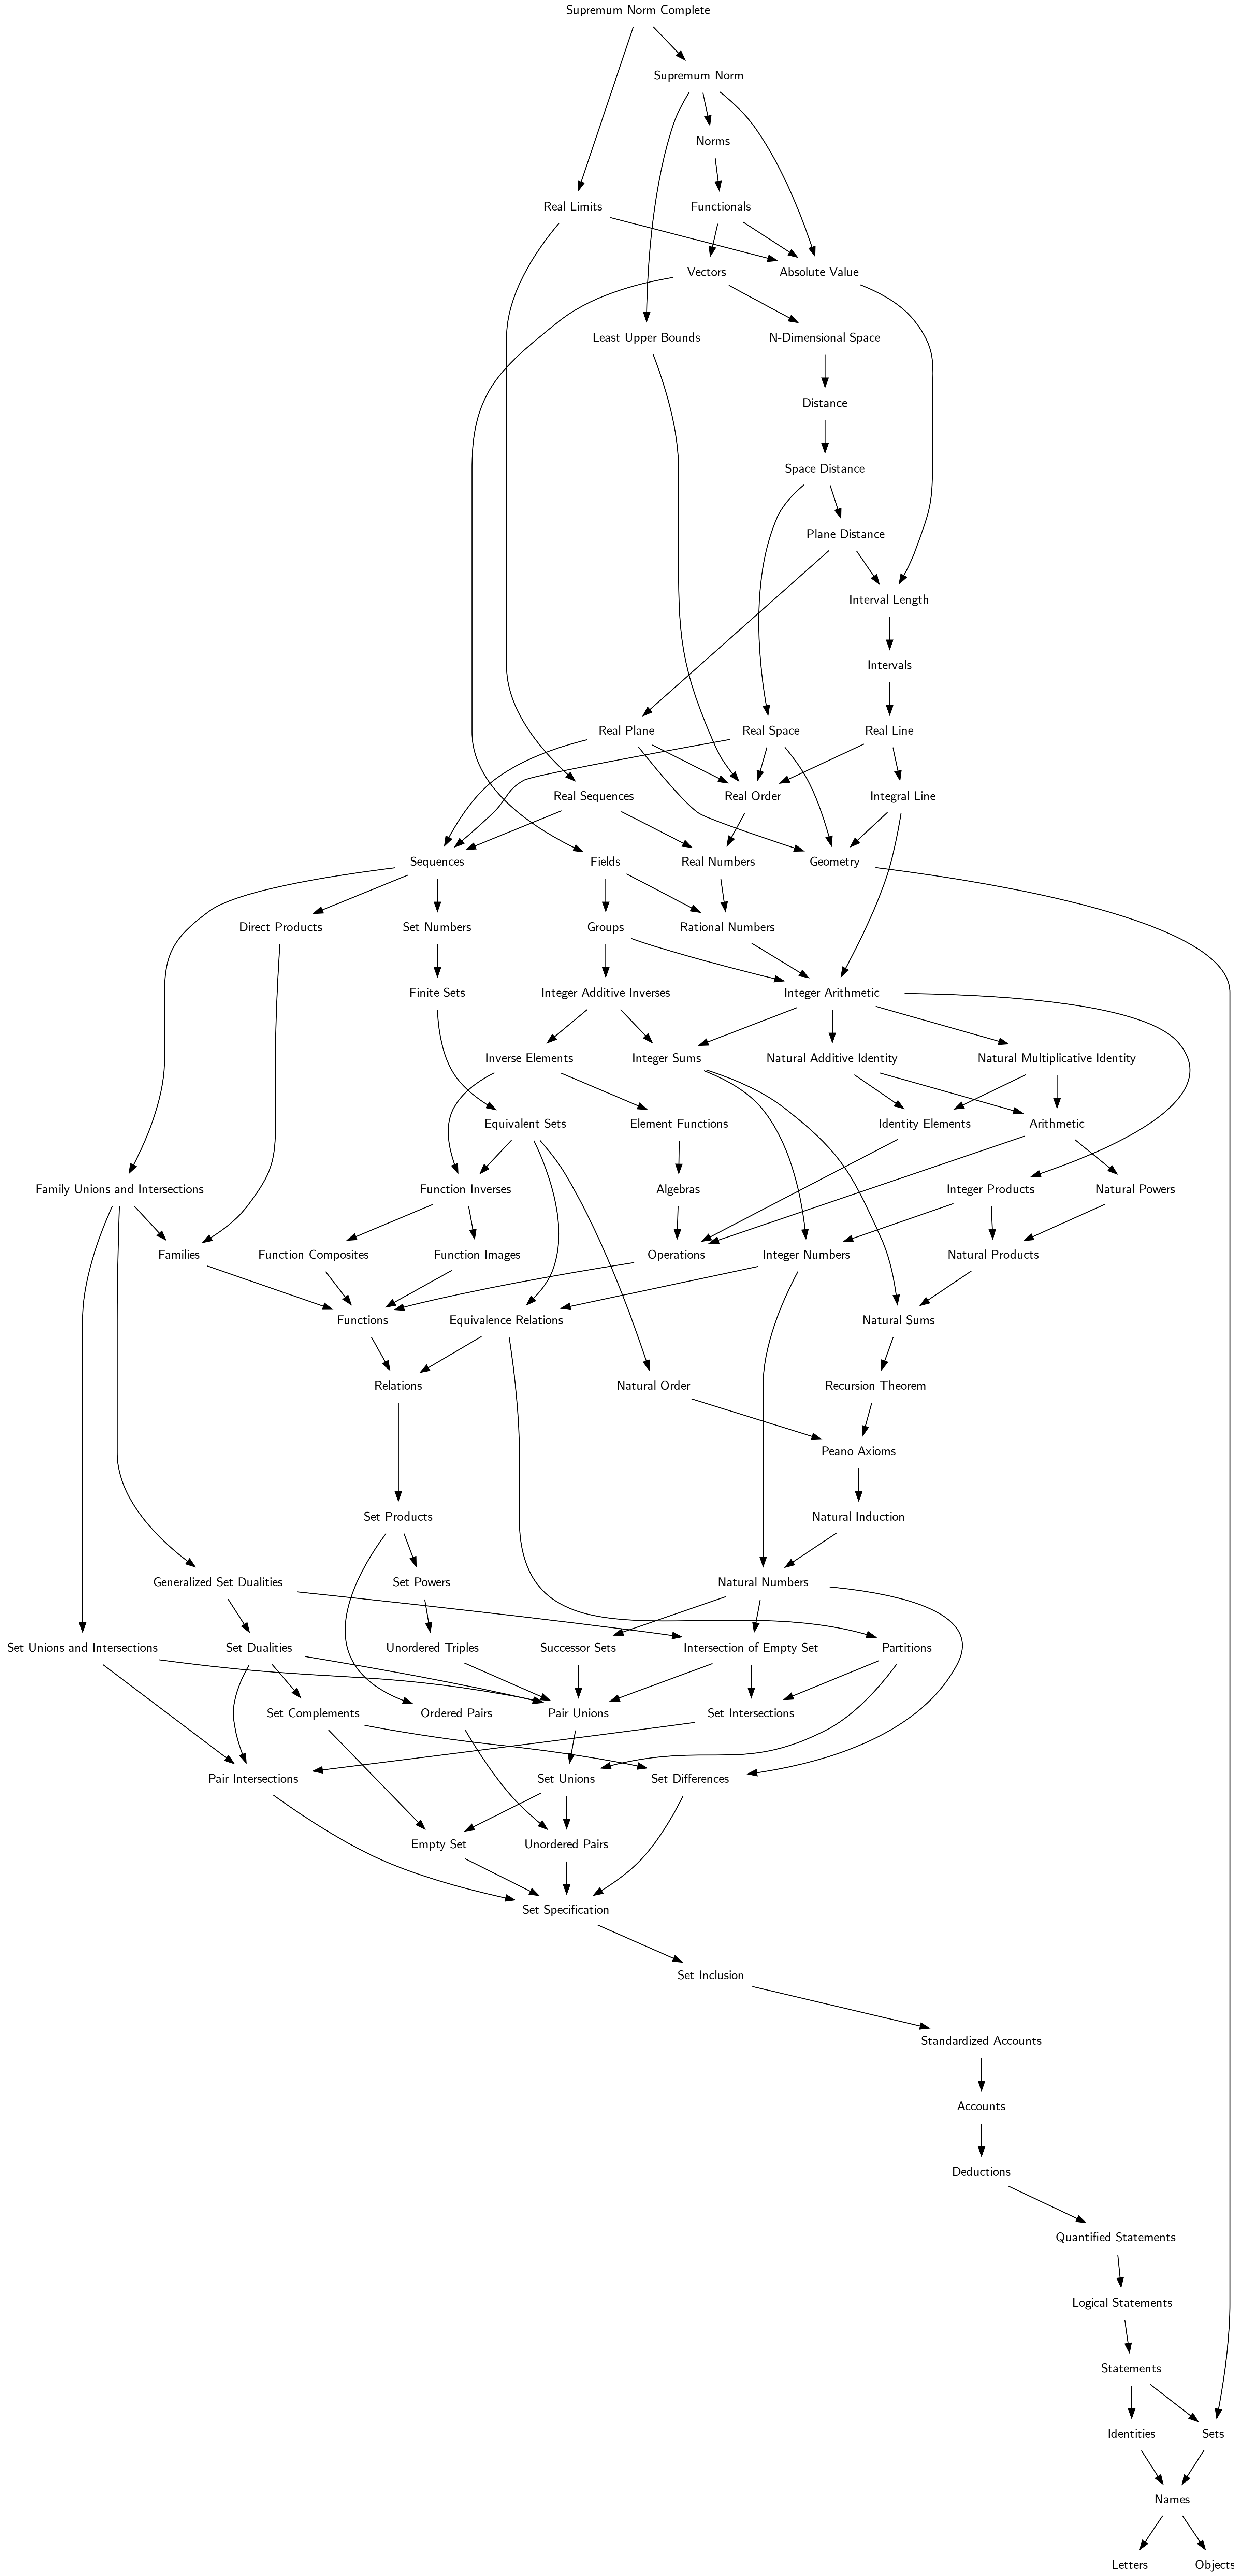 Supremum Norm Complete
Supremum Norm
Norms
Real Limits
Functionals
Vectors
Absolute Value
Least Upper Bounds
N-Dimensional Space
Distance
Space Distance
Plane Distance
Interval Length
Intervals
Real Plane
Real Space
Real Line
Real Sequences
Real Order
Integral Line
Sequences
Fields
Real Numbers
Geometry
Direct Products
Set Numbers
Groups
Rational Numbers
Finite Sets
Integer Additive Inverses
Integer Arithmetic
Inverse Elements
Integer Sums
Natural Additive Identity
Natural Multiplicative Identity
Equivalent Sets
Element Functions
Identity Elements
Arithmetic
Family Unions and Intersections
Function Inverses
Algebras
Integer Products
Natural Powers
Families
Function Composites
Function Images
Operations
Integer Numbers
Natural Products
Functions
Equivalence Relations
Natural Sums
Relations
Natural Order
Recursion Theorem
Peano Axioms
Set Products
Natural Induction
Generalized Set Dualities
Set Powers
Natural Numbers
Set Unions and Intersections
Set Dualities
Unordered Triples
Successor Sets
Intersection of Empty Set
Partitions
Set Complements
Ordered Pairs
Pair Unions
Set Intersections
Pair Intersections
Set Unions
Set Differences
Empty Set
Unordered Pairs
Set Specification
Set Inclusion
Standardized Accounts
Accounts
Deductions
Quantified Statements
Logical Statements
Statements
Identities
Sets
Names
Letters
Objects